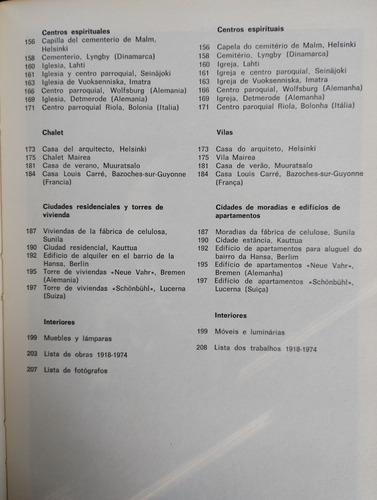 Centros espirituales
156 Capilla del cementerio de Malm,
Helsinki
158 Cementerio, Lyngby (Dinamarca)
160 Iglesia, Lahti
161 Iglesia y centro parroquial, Seinäjoki
163 Iglesia de Vuoksenniska, Imatra
166 Centro parroquial, Wolfsburg (Alemania)
169 Iglesia, Detmerode (Alemania)
171 Centro parroquial Riola, Bolonia (Italia)
Chalet
173 Casa del arquitecto, Helsinki
175 Chalet Mairea
181 Casa de verano, Muuratsalo
184 Casa Louis Carré, Bazoches-sur-Guyonne
(Francia)
Ciudades residenciales y torres de
vivienda
187 Viviendas de la fábrica de celulosa,
Sunila
190 Ciudad residencial, Kauttua
192 Edificio de alquiler en el barrio de la
Hansa, Berlin
195 Torre de viviendas «Neue Vahr», Bremen
(Alemania)
197 Torre de viviendas «Schönbühl», Lucerna
(Suiza)
Interiores
199 Muebles y lámparas
203 Lista de obras 1918-1974
207 Lista de fotógrafos
Centros espirituais
156 Capela do cemitério de Malm, Helsinki
158 Cemitério, Lyngby (Dinamarca)
160 Igreja, Lahti
161 Igreja e centro paroquial, Seinäjoki
163 Igreja de Vuoksenniska, Imatra
166 Centro paroquial, Wolfsburg (Alemanha)
169 Igreja, Detmerode (Alemanha)
171 Centro paroquial Riola, Bolonha (Itália)
Vilas
173 Casa do arquiteto, Helsinki
175 Vila Mairea
181 Casa de verão, Muuratsalo
184 Casa Louis Carré, Bazoches-sur-Guyonne
(França)
Cidades de moradias e edifícios de
apartamentos
187 Moradias da fábrica de celulose, Sunila
190 Cidade estância, Kauttua
192 Edifício de apartamentos para aluguel do
bairro da Hansa, Berlim
195 Edifício de apartamentos «Neue Vahr»,
Bremen (Alemanha)
197 Edifício de apartamentos «Schönbühl»,
Lucerna (Suiça)
Interiores
199 Móveis e luminárias
208 Lista dos trabalhos 1918-1974